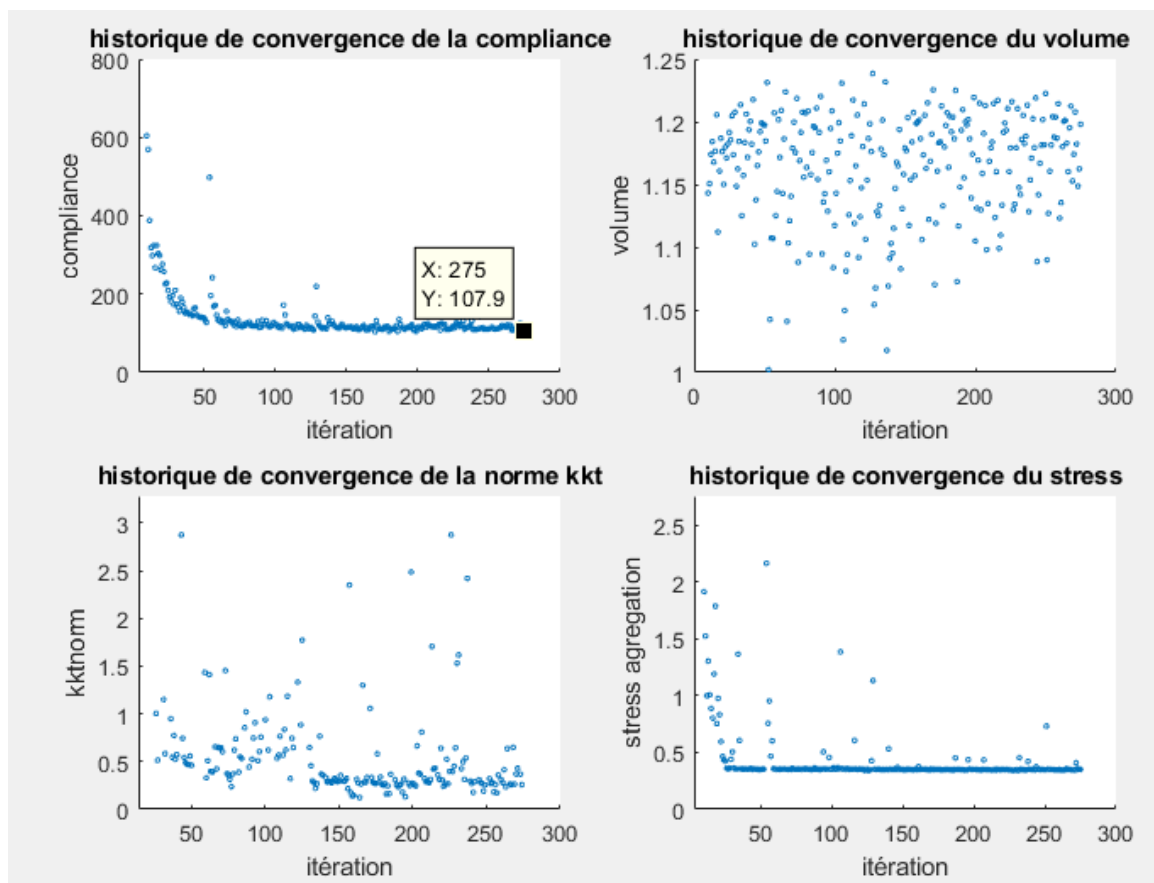 historique de convergence de la compliance
800
600
400
200
0
compliance
X: 275
Y: 107.9
50 100 150 200 250 300
itération
historique de convergence du volume
1.25
1.2
1.15
1.1
1.05
1
volume
0 100 200 300
itération
historique de convergence de la norme kkt
3
2.5
2
1.5
1
0.5
0
kktnorm
50 100 150 200 250 300
itération
historique de convergence du stress
2.5
2
1.5
1
0.5
0
stress agregation
50 100 150 200 250 300
itération